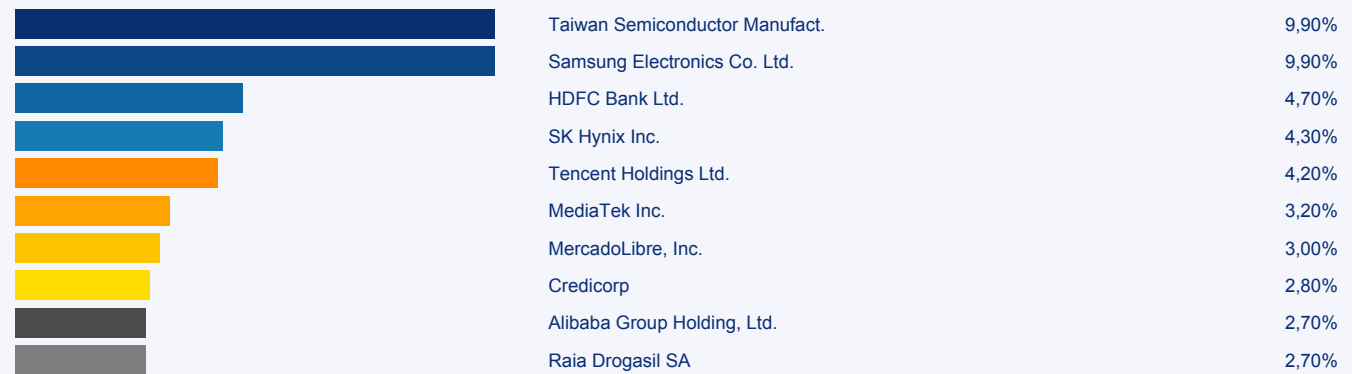 Taiwan Semiconductor Manufact. 9,90%
Samsung Electronics Co. Ltd. 9,90%
HDFC Bank Ltd. 4,70%
SK Hynix Inc. 4,30%
Tencent Holdings Ltd. 4,20%
MediaTek Inc. 3,20%
MercadoLibre, Inc. 3,00%
Credicorp 2,80%
Alibaba Group Holding, Ltd. 2,70%
Raia Drogasil SA 2,70%